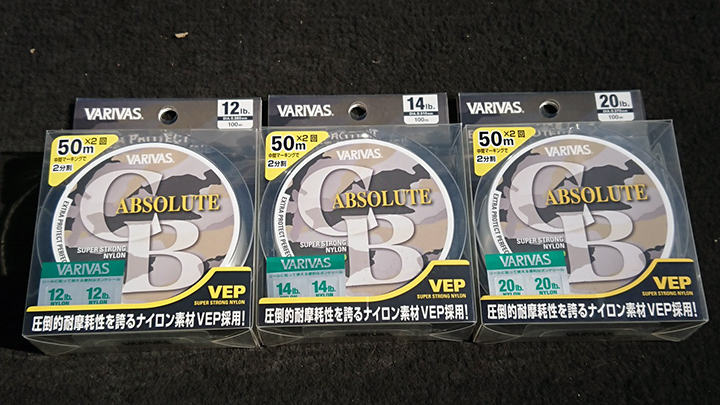 VARIVAS
12lb.
100m
50m×2回
中間マーキングで
2分割
VARIVAS
CB
ABSOLUTE
SUPER STRONG
NYLON
VARIVAS
12lb. 12lb.
VEP
SUPER STRONG NYLON
圧倒的耐摩耗性を誇るナイロン素材VEP採用!
VARIVAS
14lb.
100m
50m×2回
中間マーキングで
2分割
VARIVAS
CB
ABSOLUTE
SUPER STRONG
NYLON
VARIVAS
14lb. 14lb.
VEP
SUPER STRONG NYLON
圧倒的耐摩耗性を誇るナイロン素材VEP採用!
VARIVAS
20lb.
100m
50m×2回
中間マーキングで
2分割
VARIVAS
CB
ABSOLUTE
SUPER STRONG
NYLON
VARIVAS
20lb. 20lb.
VEP
SUPER STRONG NYLON
圧倒的耐摩耗性を誇るナイロン素材VEP採用!